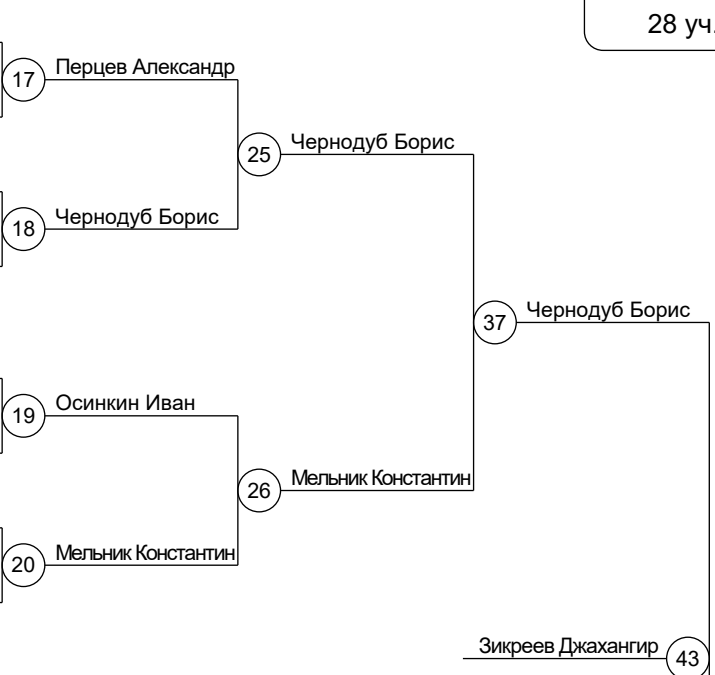 28 уч.
17
Перцев Александр
25
Чернодуб Борис
18
Чернодуб Борис
37
Чернодуб Борис
19
Осинкин Иван
26
Мельник Константин
20
Мельник Константин
Зикреев Джахангир
43